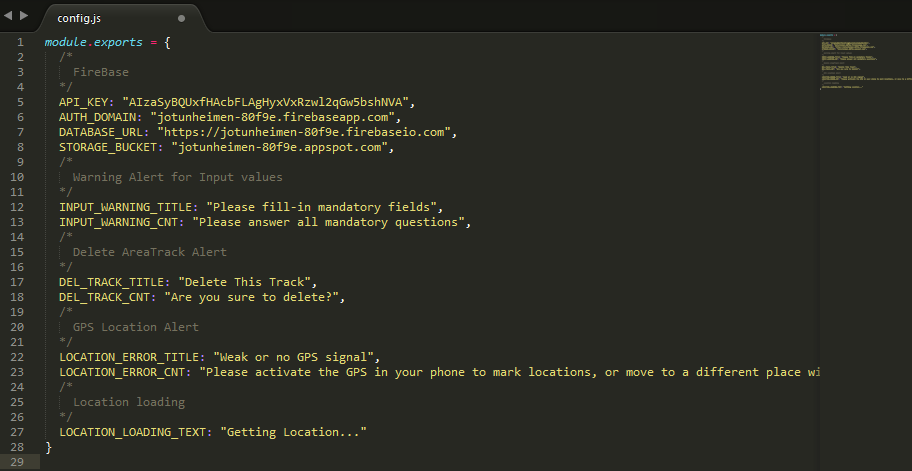 config.js
1 module.exports = {
2 /*
3 FireBase
4 */
5 API_KEY: "AIzaSyBQUxfHAcbFLAgHyxVxRzwl2qGw5bshNVA",
6 AUTH_DOMAIN: "jotunheimen-80f9e.firebaseapp.com",
7 DATABASE_URL: "https://jotunheimen-80f9e.firebaseio.com",
8 STORAGE_BUCKET: "jotunheimen-80f9e.appspot.com",
9 /*
10 Warning Alert for Input values
11 */
12 INPUT_WARNING_TITLE: "Please fill-in mandatory fields",
13 INPUT_WARNING_CNT: "Please answer all mandatory questions",
14 /*
15 Delete AreaTrack Alert
16 */
17 DEL_TRACK_TITLE: "Delete This Track",
18 DEL_TRACK_CNT: "Are you sure to delete?",
19 /*
20 GPS Location Alert
21 */
22 LOCATION_ERROR_TITLE: "Weak or no GPS signal",
23 LOCATION_ERROR_CNT: "Please activate the GPS in your phone to mark locations, or move to a different place wi
24 /*
25 Location loading
26 */
27 LOCATION_LOADING_TEXT: "Getting Location..."
28 }
29